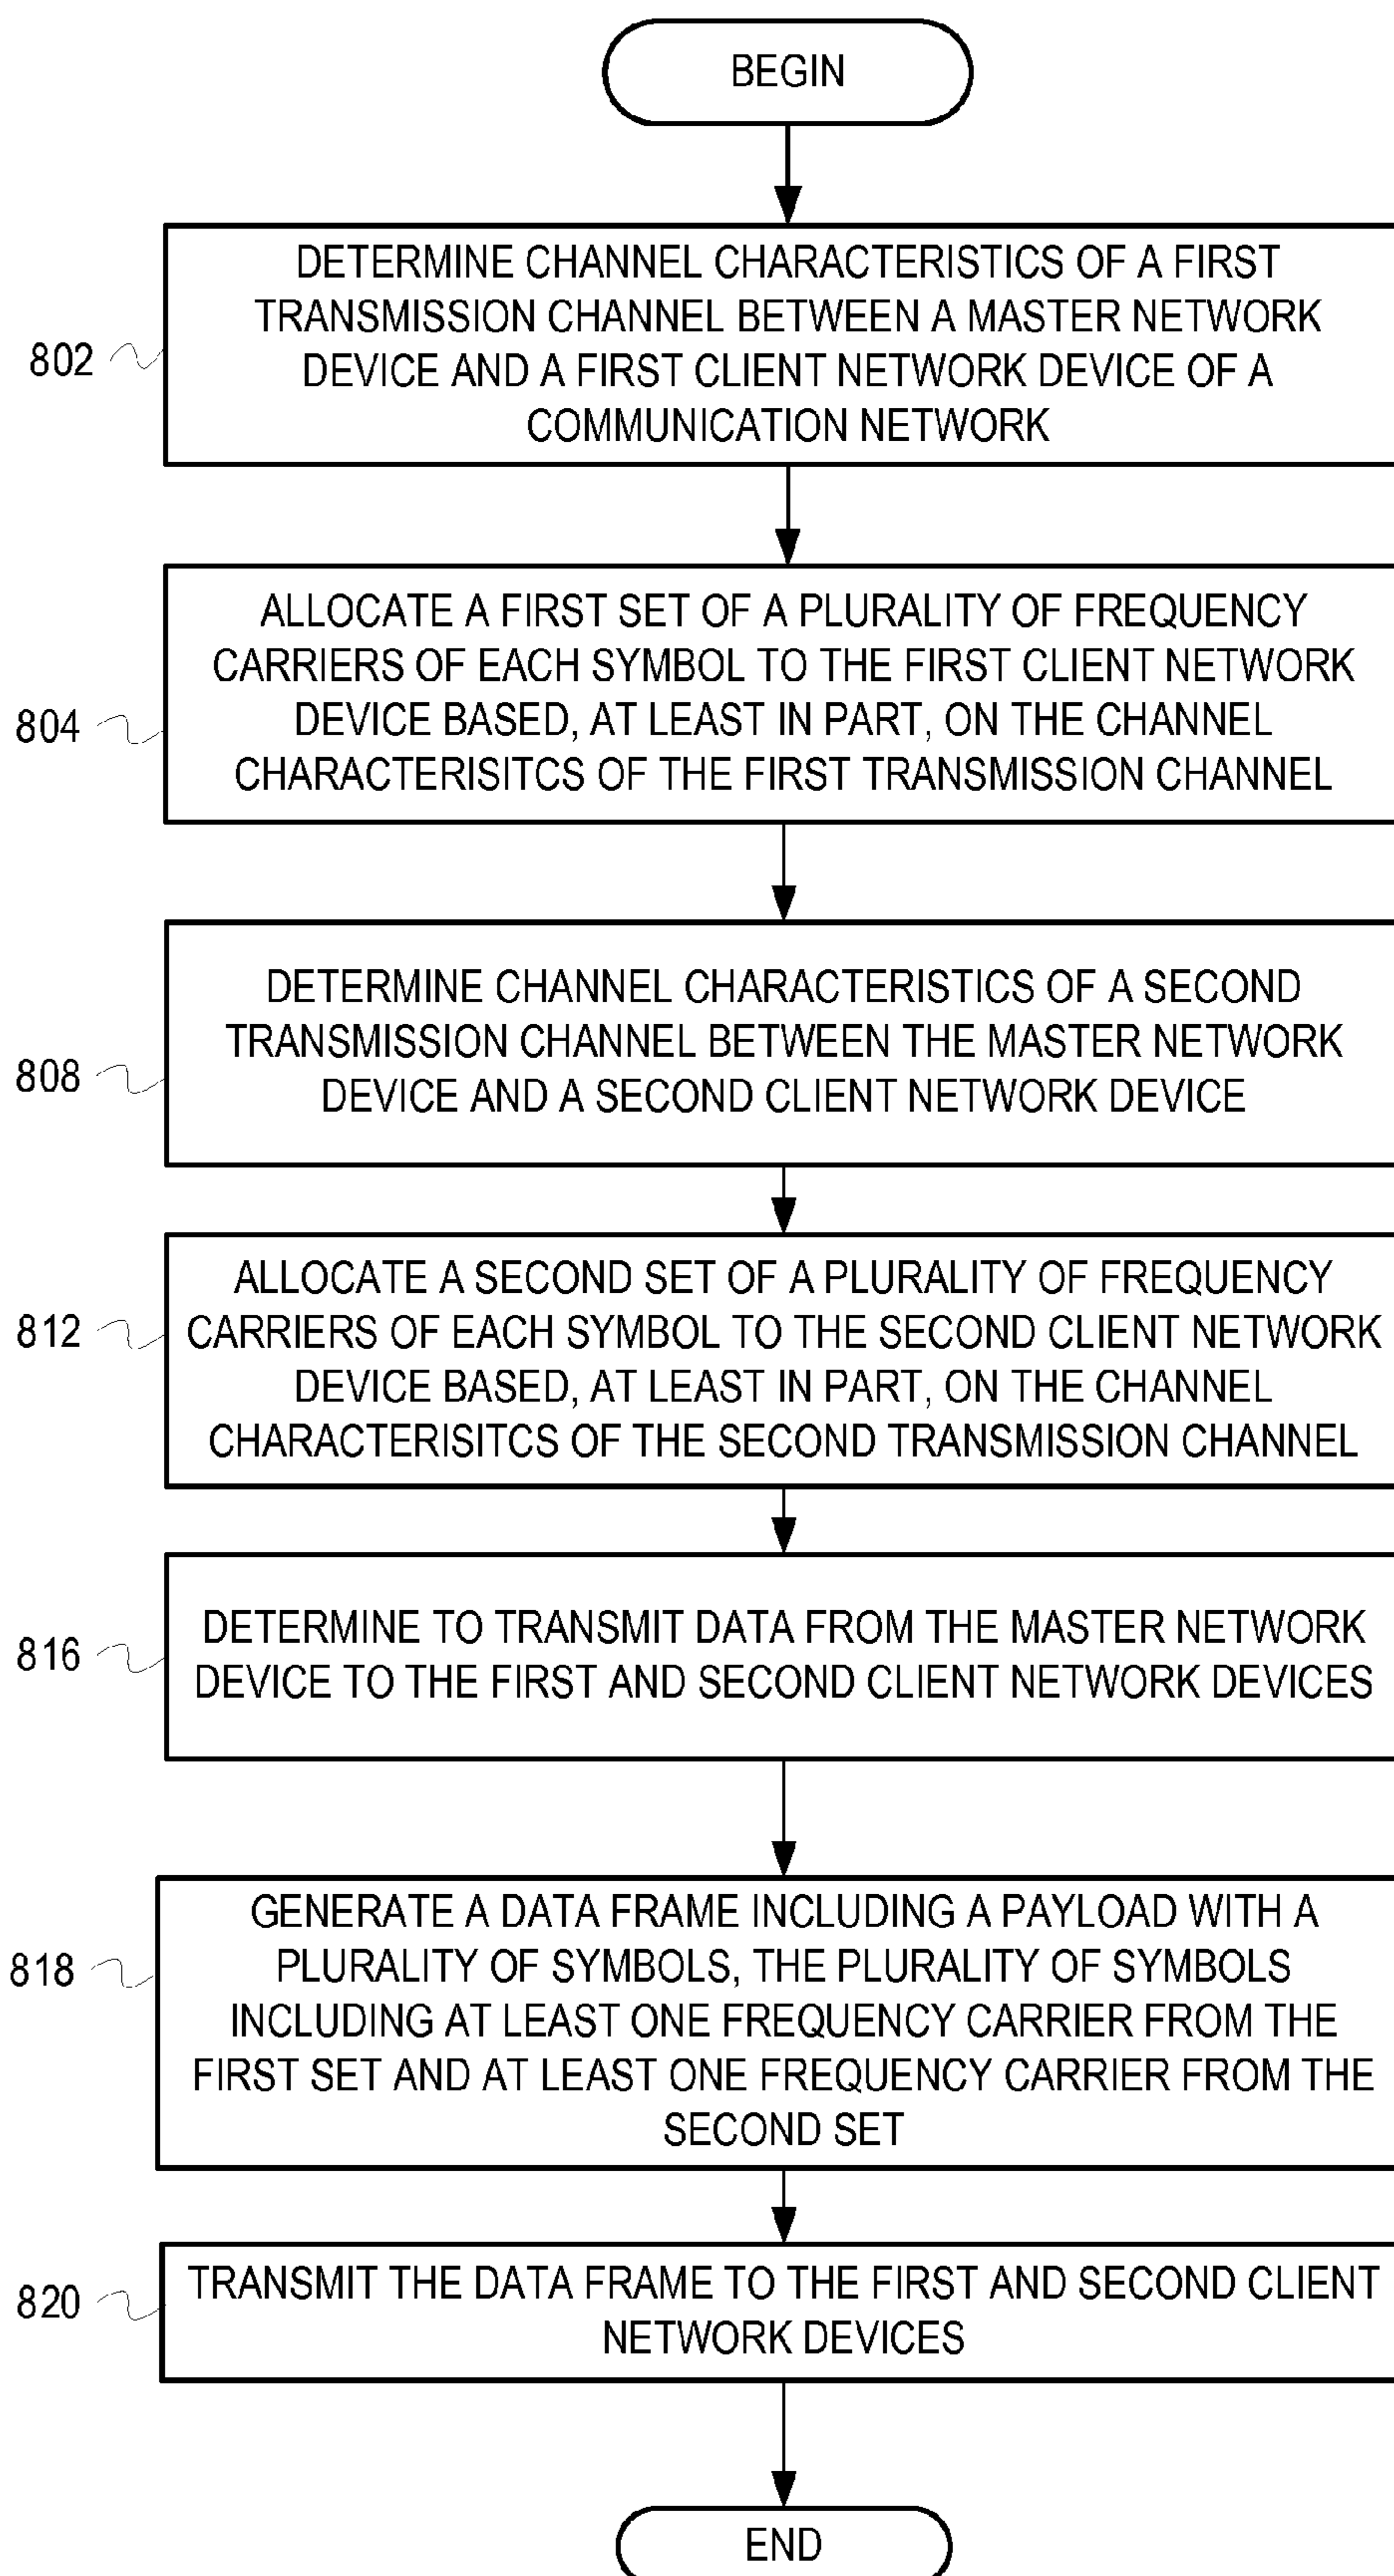 BEGIN
DETERMINE CHANNEL CHARACTERISTICS OF A FIRST
TRANSMISSION CHANNEL BETWEEN A MASTER NETWORK
DEVICE AND A FIRST CLIENT NETWORK DEVICE OF A
COMMUNICATION NETWORK
802
ALLOCATE A FIRST SET OF A PLURALITY OF FREQUENCY
CARRIERS OF EACH SYMBOL TO THE FIRST CLIENT NETWORK
DEVICE BASED, AT LEAST IN PART, ON THE CHANNEL
CHARACTERISITCS OF THE FIRST TRANSMISSION CHANNEL
804
DETERMINE CHANNEL CHARACTERISTICS OF A SECOND
TRANSMISSION CHANNEL BETWEEN THE MASTER NETWORK
DEVICE AND A SECOND CLIENT NETWORK DEVICE
808
ALLOCATE A SECOND SET OF A PLURALITY OF FREQUENCY
CARRIERS OF EACH SYMBOL TO THE SECOND CLIENT NETWORK
DEVICE BASED, AT LEAST IN PART, ON THE CHANNEL
CHARACTERISITCS OF THE SECOND TRANSMISSION CHANNEL
812
DETERMINE TO TRANSMIT DATA FROM THE MASTER NETWORK
DEVICE TO THE FIRST AND SECOND CLIENT NETWORK DEVICES
816
GENERATE A DATA FRAME INCLUDING A PAYLOAD WITH A
PLURALITY OF SYMBOLS, THE PLURALITY OF SYMBOLS
INCLUDING AT LEAST ONE FREQUENCY CARRIER FROM THE
FIRST SET AND AT LEAST ONE FREQUENCY CARRIER FROM THE
SECOND SET
818
TRANSMIT THE DATA FRAME TO THE FIRST AND SECOND CLIENT
NETWORK DEVICES
820
END